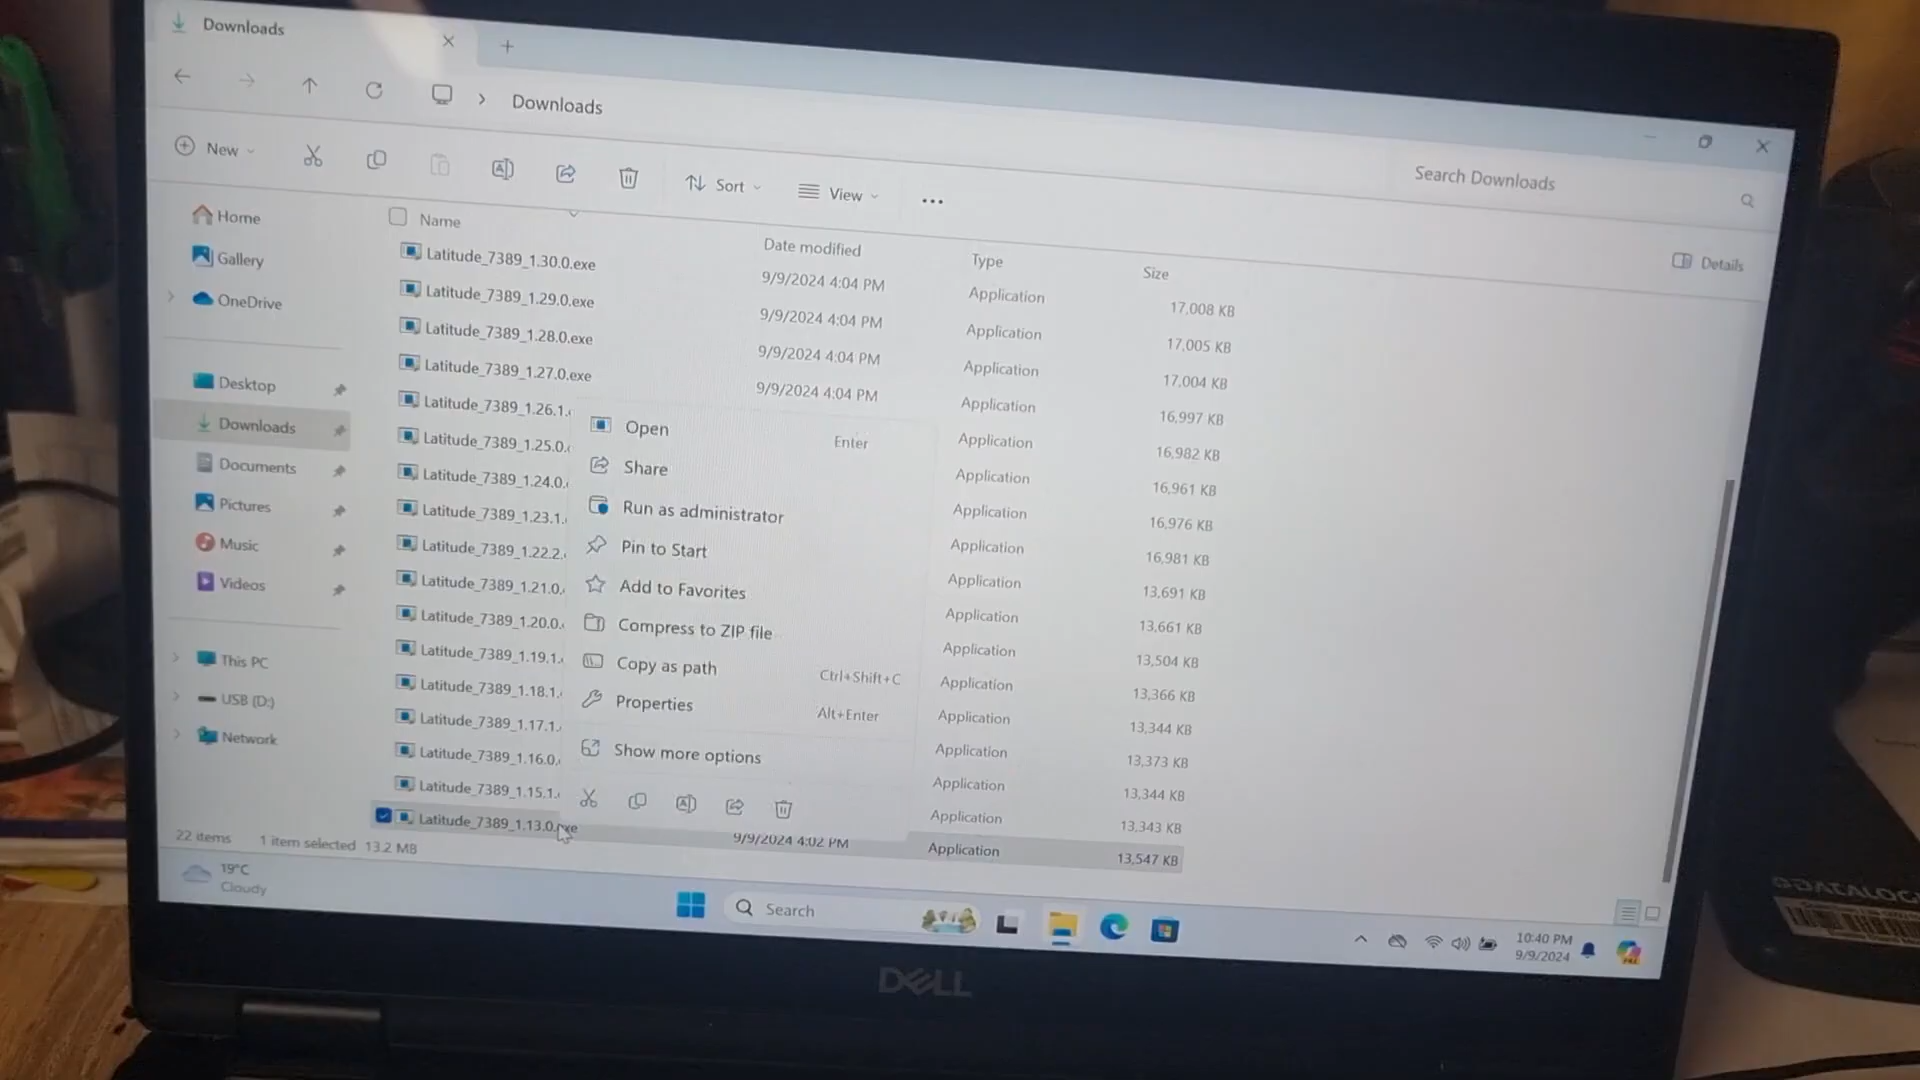 Downloads
Downloads
New
Sort
View
Search Downloads
Details
Home
Gallery
OneDrive
Desktop
Downloads
Documents
Pictures
Music
Videos
This PC
USB (D:)
Network
Name Date modified Type Size
Latitude_7389_1.30.0.exe 9/9/2024 4:04 PM Application 17,008 KB
Latitude_7389_1.29.0.exe 9/9/2024 4:04 PM Application 17,005 KB
Latitude_7389_1.28.0.exe 9/9/2024 4:04 PM Application 17,004 KB
Latitude_7389_1.27.0.exe 9/9/2024 4:04 PM Application 16,997 KB
Latitude_7389_1.26.1. Application 16,982 KB
Latitude_7389_1.25.0. Application 16,961 KB
Latitude_7389_1.24.0. Application 16,976 KB
Latitude_7389_1.23.1. Application 16,981 KB
Latitude_7389_1.22.2. Application 13,691 KB
Latitude_7389_1.21.0. Application 13,661 KB
Latitude_7389_1.20.0. Application 13,504 KB
Latitude_7389_1.19.1. Application 13,366 KB
Latitude_7389_1.18.1. Application 13,344 KB
Latitude_7389_1.17.1. Application 13,373 KB
Latitude_7389_1.16.0. Application 13,344 KB
Latitude_7389_1.15.1. Application 13,343 KB
Latitude_7389_1.13.0.exe 9/9/2024 4:02 PM Application 13,547 KB
Open Enter
Share
Run as administrator
Pin to Start
Add to Favorites
Compress to ZIP file
Copy as path Ctrl+Shift+C
Properties Alt+Enter
Show more options
22 items 1 item selected 13.2 MB
19°C
Cloudy
Search
10:40 PM
9/9/2024
DELL
DATALOGI